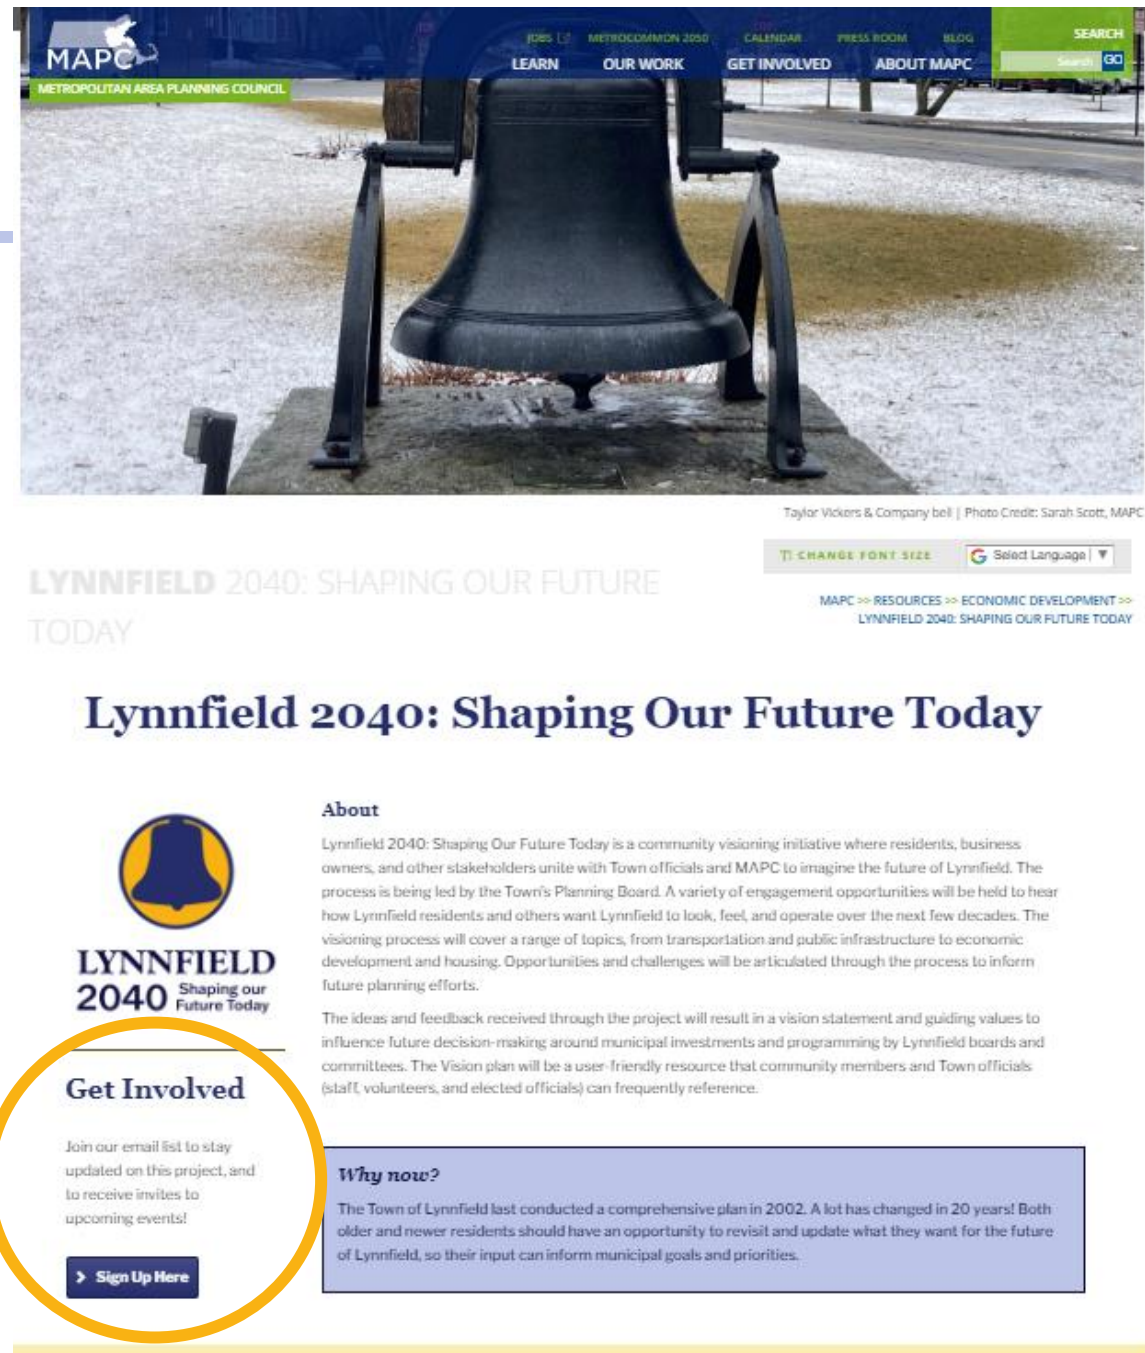 MAPC
METROPOLITAN AREA PLANNING COUNCIL
JOBS METROCOMMON 2050 CALENDAR PRESS ROOM BLOG
LEARN OUR WORK GET INVOLVED ABOUT MAPC
SEARCH
Search GO
Taylor Vickers & Company bell | Photo Credit: Sarah Scott, MAPC
CHANGE FONT SIZE
G Select Language ▼
LYNNFIELD 2040: SHAPING OUR FUTURE
TODAY
MAPC >> RESOURCES >> ECONOMIC DEVELOPMENT >>
LYNNFIELD 2040: SHAPING OUR FUTURE TODAY
Lynnfield 2040: Shaping Our Future Today
LYNNFIELD
2040 Shaping our
Future Today
Get Involved
Join our email list to stay
updated on this project, and
to receive invites to
upcoming events!
Sign Up Here
About
Lynnfield 2040: Shaping Our Future Today is a community visioning initiative where residents, business
owners, and other stakeholders unite with Town officials and MAPC to imagine the future of Lynnfield. The
process is being led by the Town's Planning Board. A variety of engagement opportunities will be held to hear
how Lynnfield residents and others want Lynnfield to look, feel, and operate over the next few decades. The
visioning process will cover a range of topics, from transportation and public infrastructure to economic
development and housing. Opportunities and challenges will be articulated through the process to inform
future planning efforts.
The ideas and feedback received through the project will result in a vision statement and guiding values to
influence future decision-making around municipal investments and programming by Lynnfield boards and
committees. The Vision plan will be a user-friendly resource that community members and Town officials
(staff, volunteers, and elected officials) can frequently reference.
Why now?
The Town of Lynnfield last conducted a comprehensive plan in 2002. A lot has changed in 20 years! Both
older and newer residents should have an opportunity to revisit and update what they want for the future
of Lynnfield, so their input can inform municipal goals and priorities.